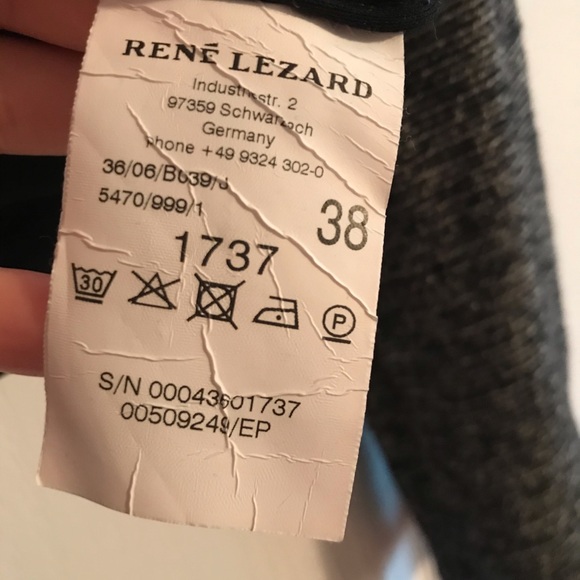 RENÉ LEZARD
Industriestr. 2
97359 Schwarzach
Germany
phone +49 9324 302-0
36/06/B039/J
5470/999/1
38
1737
30
P
S/N 00043601737
00509249/EP